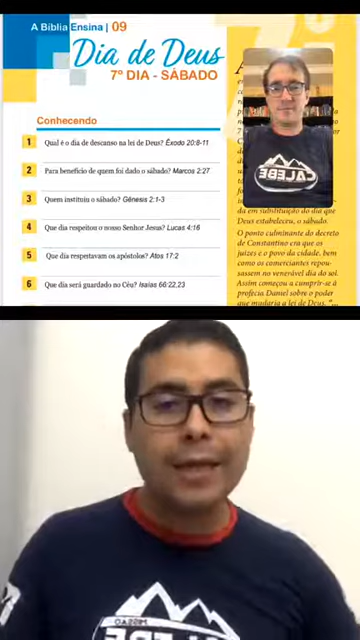 A Bíblia Ensina | 09
Dia de Deus
7º DIA - SÁBADO
Conhecendo
1 Qual é o dia de descanso na lei de Deus? Êxodo 20:8-11
2 Para benefício de quem foi dado o sábado? Marcos 2:27
3 Quem instituiu o sábado? Gênesis 2:1-3
4 Que dia respeitou o nosso Senhor Jesus? Lucas 4:16
5 Que dia respeitavam os apóstolos? Atos 17:2
6 Que dia será guardado no Céu? Isaías 66:22,23
7º
CALEBE
da em substituição do dia que
Deus estabeleceu, o sábado.
O ponto culminante do decreto
de Constantino era que os
juízes e o povo da cidade, bem
como os comerciantes repou-
sassem no venerável dia do sol.
Assim começou a cumprir-se a
profecia Daniel sobre o poder
que mudaria a lei de Deus. "...
MISSÃO
CALEBE